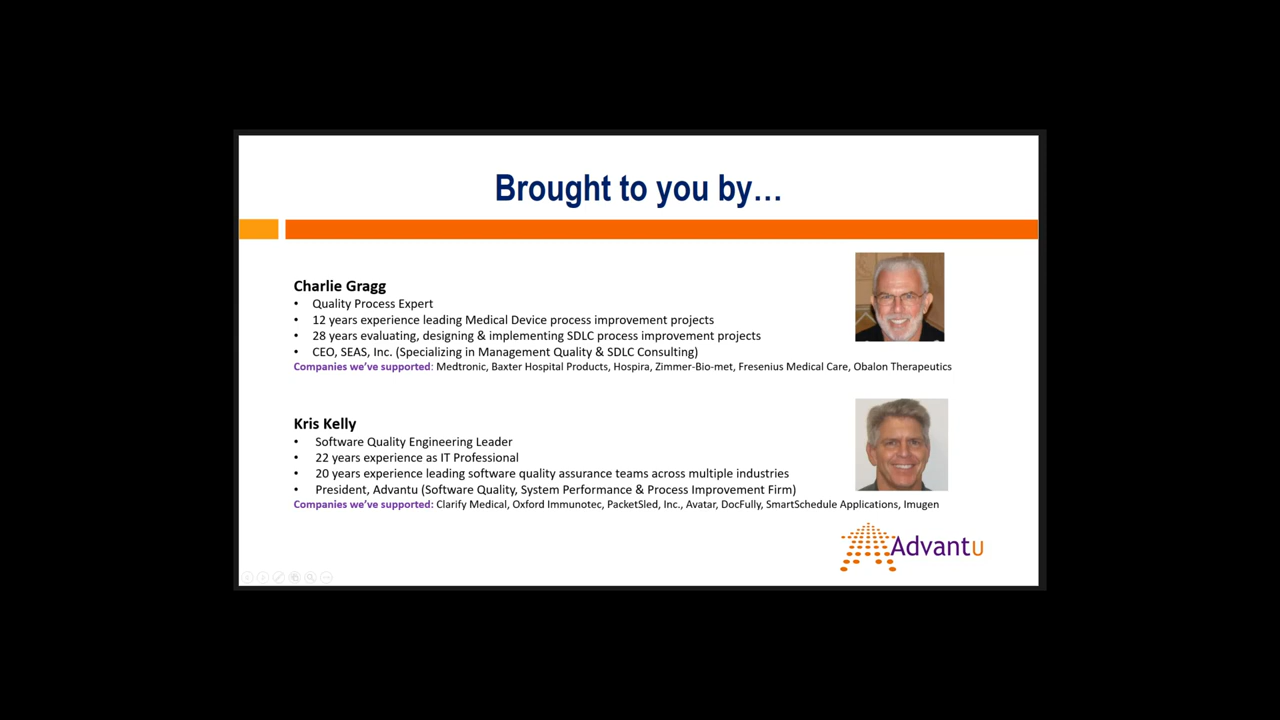 Brought to you by…
Charlie Gragg
• Quality Process Expert
• 12 years experience leading Medical Device process improvement projects
• 28 years evaluating, designing & implementing SDLC process improvement projects
• CEO, SEAS, Inc. (Specializing in Management Quality & SDLC Consulting)
Companies we've supported: Medtronic, Baxter Hospital Products, Hospira, Zimmer-Bio-met, Fresenius Medical Care, Obalon Therapeutics
Kris Kelly
• Software Quality Engineering Leader
• 22 years experience as IT Professional
• 20 years experience leading software quality assurance teams across multiple industries
• President, Advantu (Software Quality, System Performance & Process Improvement Firm)
Companies we've supported: Clarify Medical, Oxford Immunotec, PacketSled, Inc., Avatar, DocFully, SmartSchedule Applications, Imugen
AdvantU